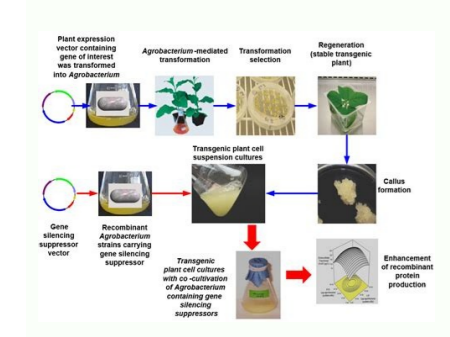 Plant expression
vector containing
gene of interest
was transformed
into Agrobacterium
Agrobacterium-mediated
transformation
Transformation
selection
Regeneration
(stable transgenic
plant)
Transgenic plant cell
suspension cultures
Callus
formation
Gene
silencing
suppressor
vector
Recombinant
Agrobacterium
strains carrying
gene silencing
suppressor
Transgenic
plant cell cultures
with co-cultivation
of Agrobacterium
containing gene
silencing
suppressors
Enhancement
of recombinant
protein
production